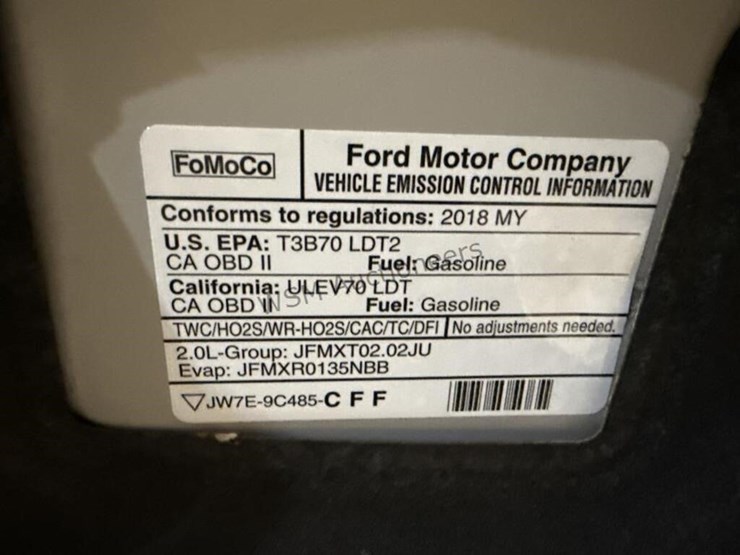 FoMoCo
Ford Motor Company
VEHICLE EMISSION CONTROL INFORMATION
Conforms to regulations: 2018 MY
U.S. EPA: T3B70 LDT2
CA OBD II Fuel: Gasoline
California: ULEV70 LDT
CA OBD II Fuel: Gasoline
WSM Auctioneers
TWC/HO2S/WR-HO2S/CAC/TC/DFI No adjustments needed.
2.0L-Group: JFMXT02.02JU
Evap: JFMXR0135NBB
▽JW7E-9C485-C F F